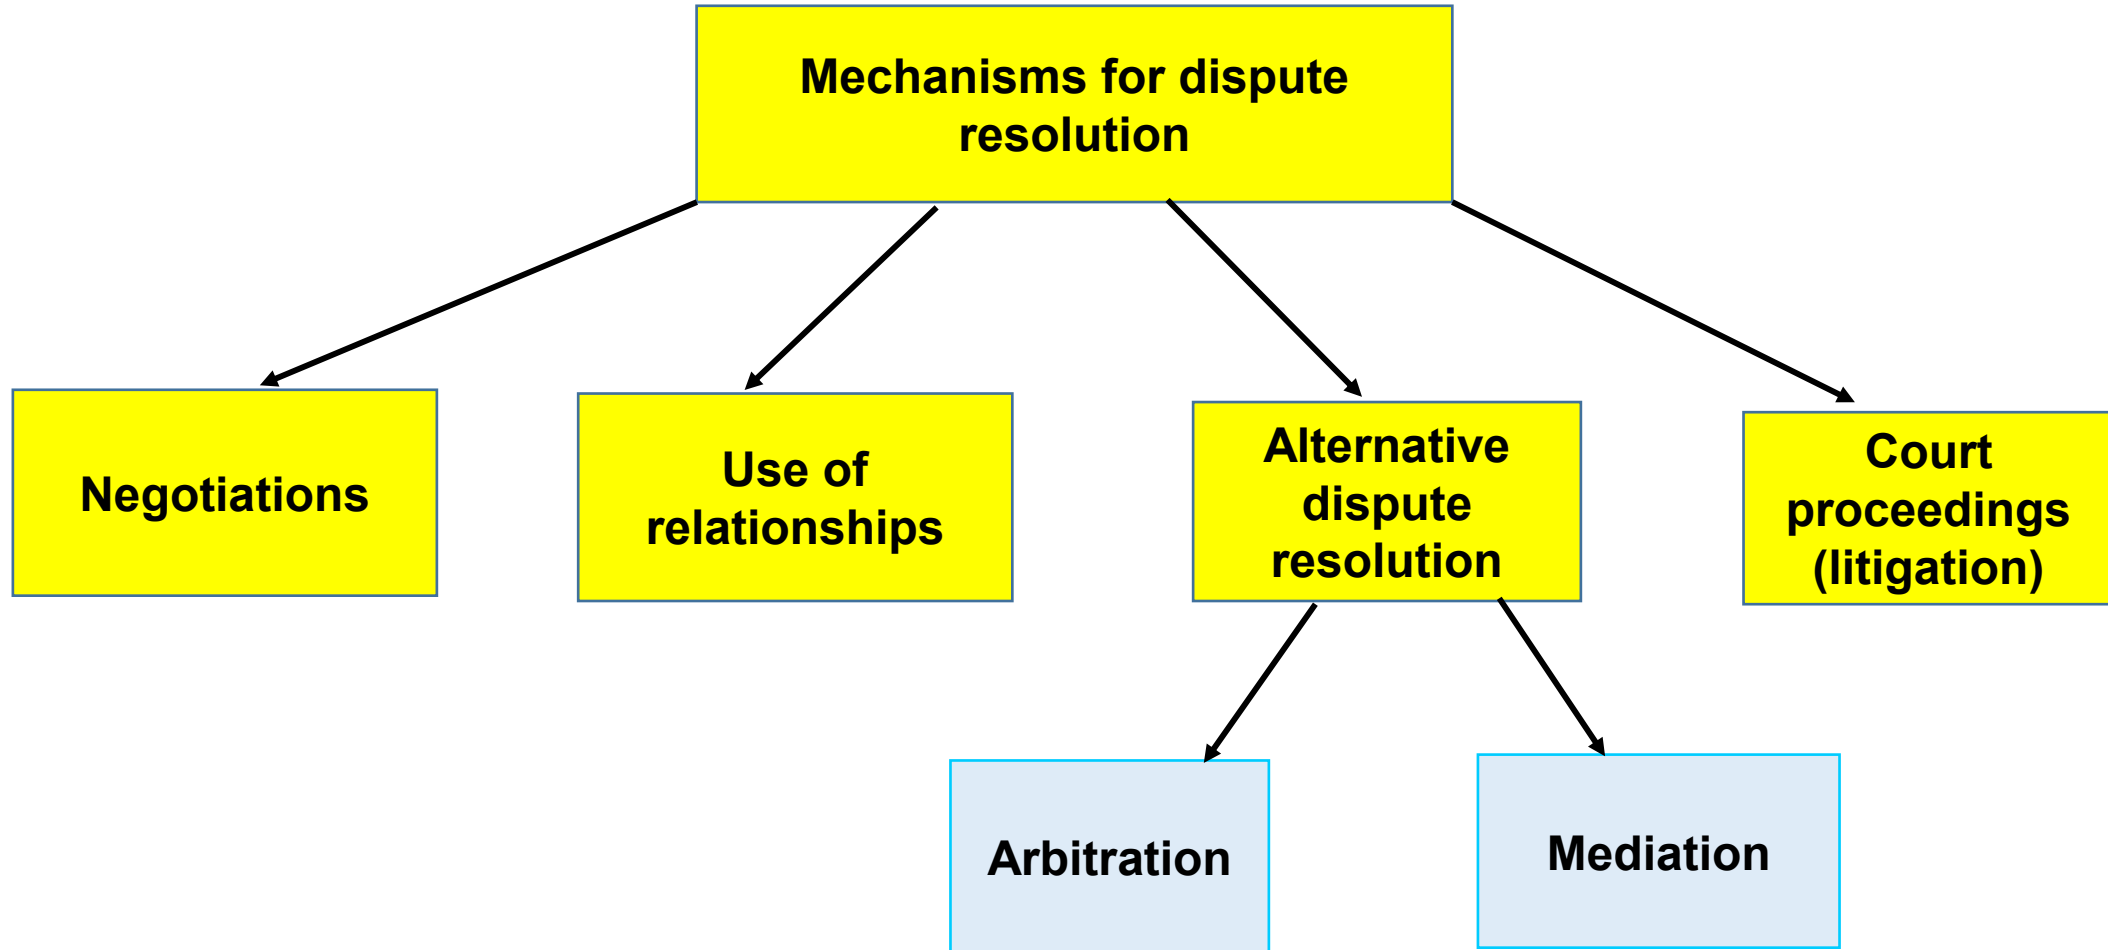 Mechanisms for dispute
resolution
Negotiations
Use of
relationships
Alternative
dispute
resolution
Court
proceedings
(litigation)
Arbitration
Mediation